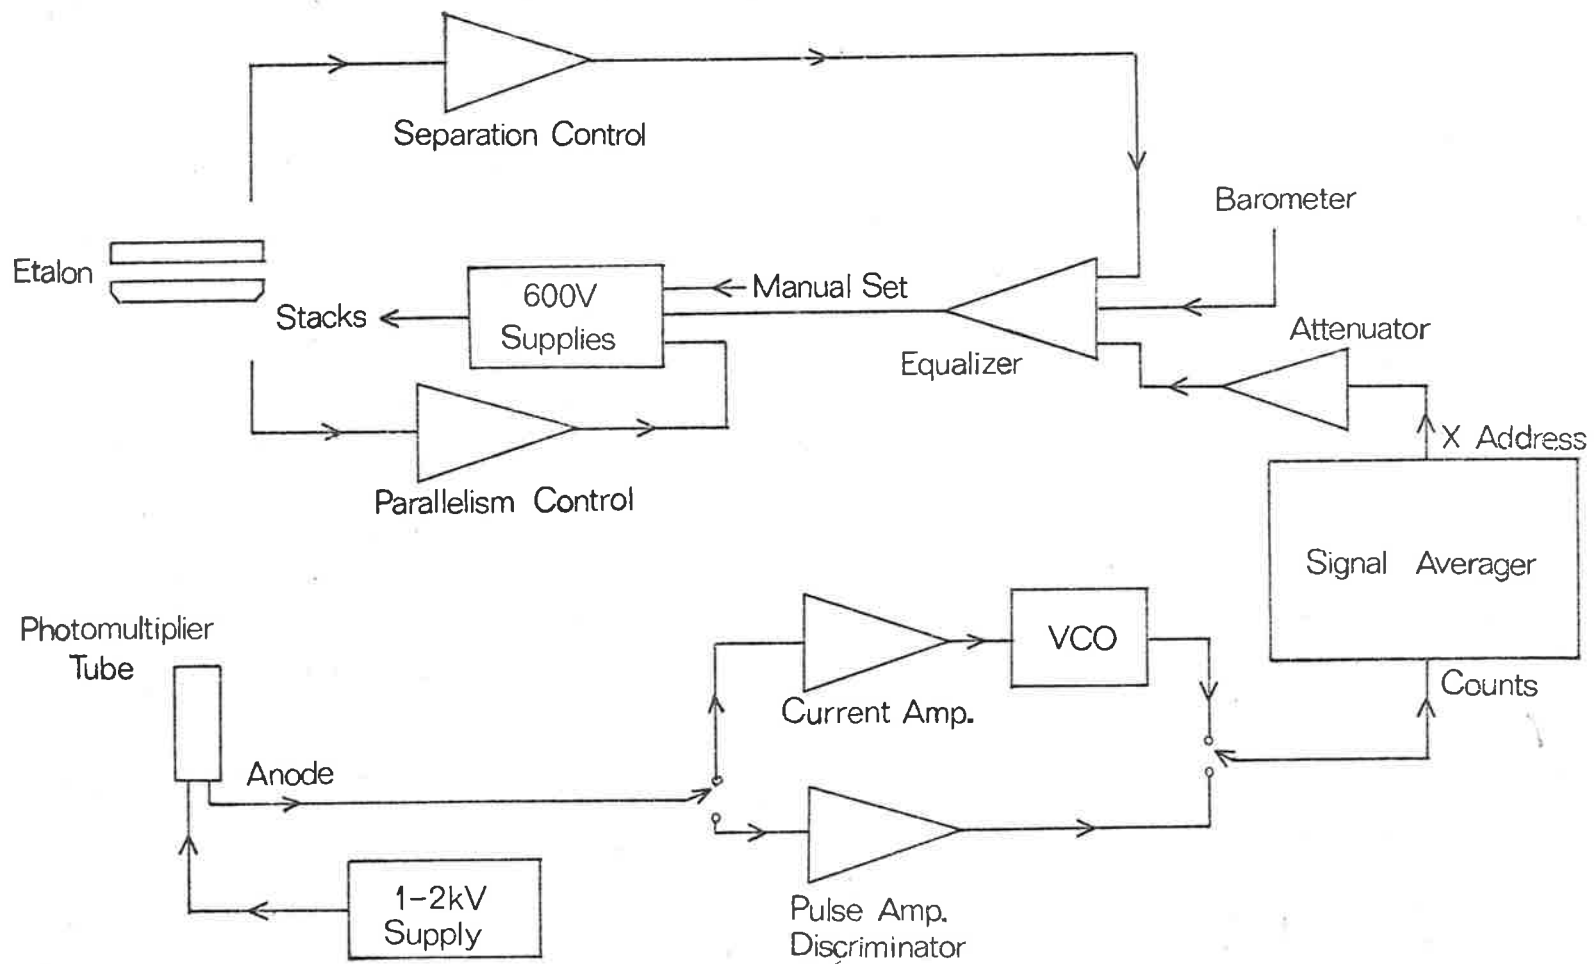 Separation Control
Barometer
Etalon
600V
Supplies
Manual Set
Stacks
Attenuator
Equalizer
X Address
Parallelism Control
Signal Averager
Photomultiplier
Tube
VCO
Counts
Current Amp.
Anode
1-2kV
Supply
Pulse Amp.
Discriminator